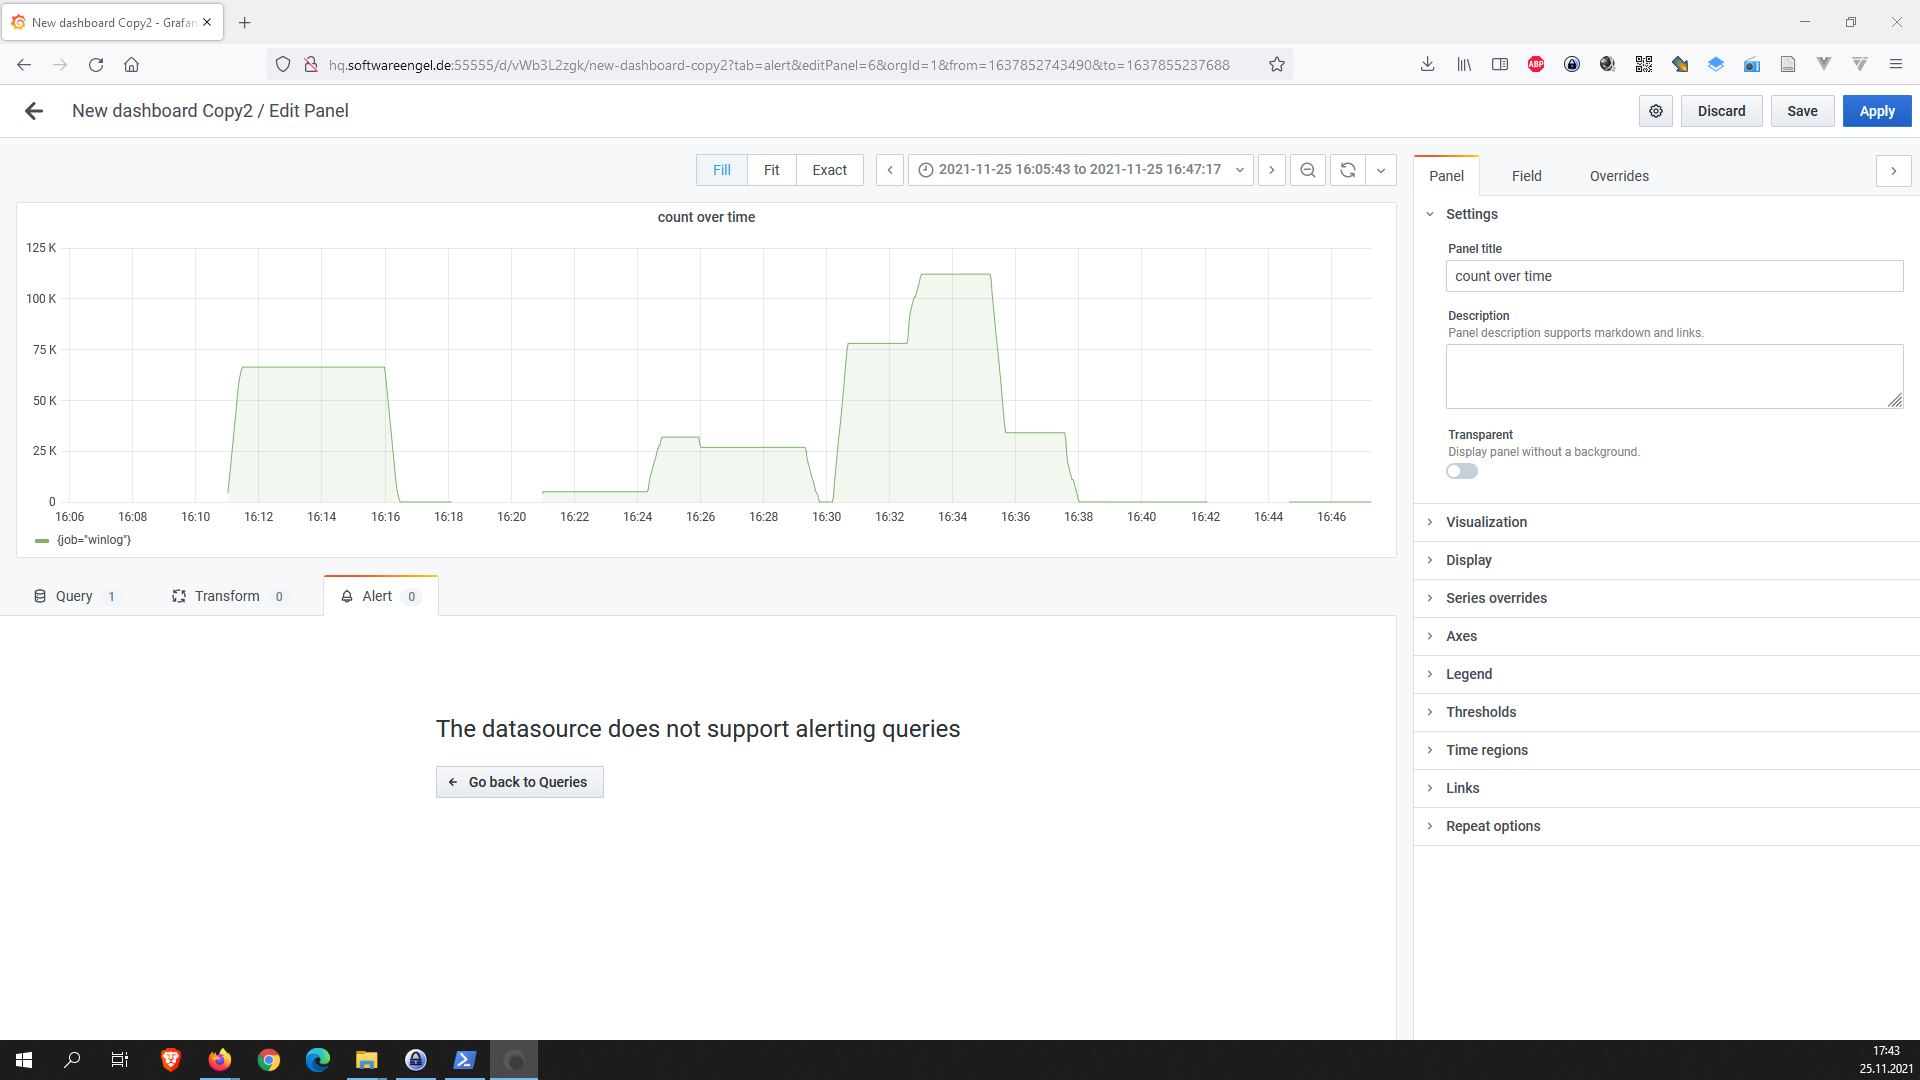 New dashboard Copy2 - Grafan
hq.softwareengel.de:55555/d/vWb3L2zgk/new-dashboard-copy2?tab=alert&editPanel=6&orgId=1&from=1637852743490&to=1637855237688
ABP
New dashboard Copy2 / Edit Panel
Discard
Save
Apply
Fill
Fit
Exact
2021-11-25 16:05:43 to 2021-11-25 16:47:17
count over time
125 K
100 K
75 K
50 K
25 K
0
16:06 16:08 16:10 16:12 16:14 16:16 16:18 16:20 16:22 16:24 16:26 16:28 16:30 16:32 16:34 16:36 16:38 16:40 16:42 16:44 16:46
{job="winlog"}
Query 1
Transform 0
Alert 0
The datasource does not support alerting queries
Go back to Queries
Panel
Field
Overrides
Settings
Panel title
count over time
Description
Panel description supports markdown and links.
Transparent
Display panel without a background.
Visualization
Display
Series overrides
Axes
Legend
Thresholds
Time regions
Links
Repeat options
17:43
25.11.2021